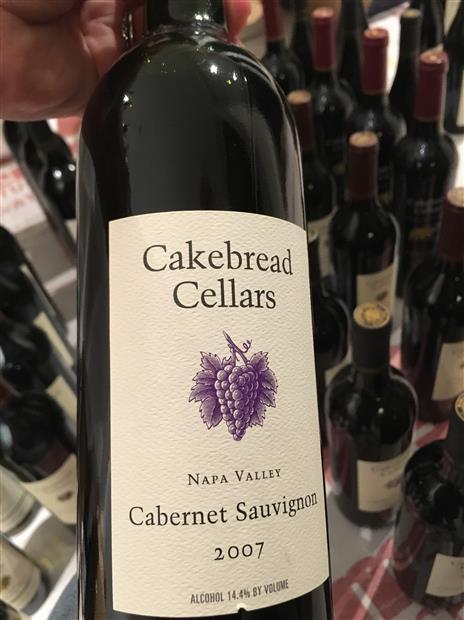 Cakebread
Cellars
NAPA VALLEY
Cabernet Sauvignon
2007
ALCOHOL 14.4% BY VOLUME